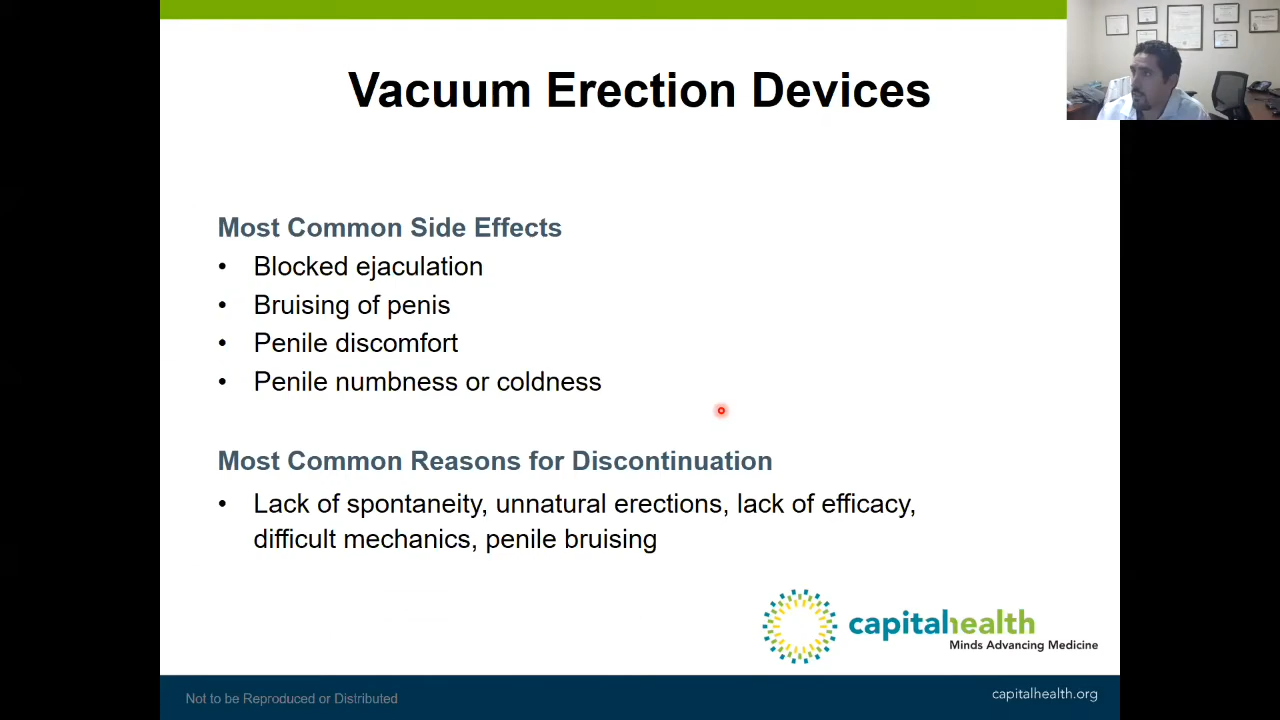 Vacuum Erection Devices
Most Common Side Effects
• Blocked ejaculation
• Bruising of penis
• Penile discomfort
• Penile numbness or coldness
Most Common Reasons for Discontinuation
• Lack of spontaneity, unnatural erections, lack of efficacy,
difficult mechanics, penile bruising
capitalhealth
Minds Advancing Medicine
Not to be Reproduced or Distributed
capitalhealth.org